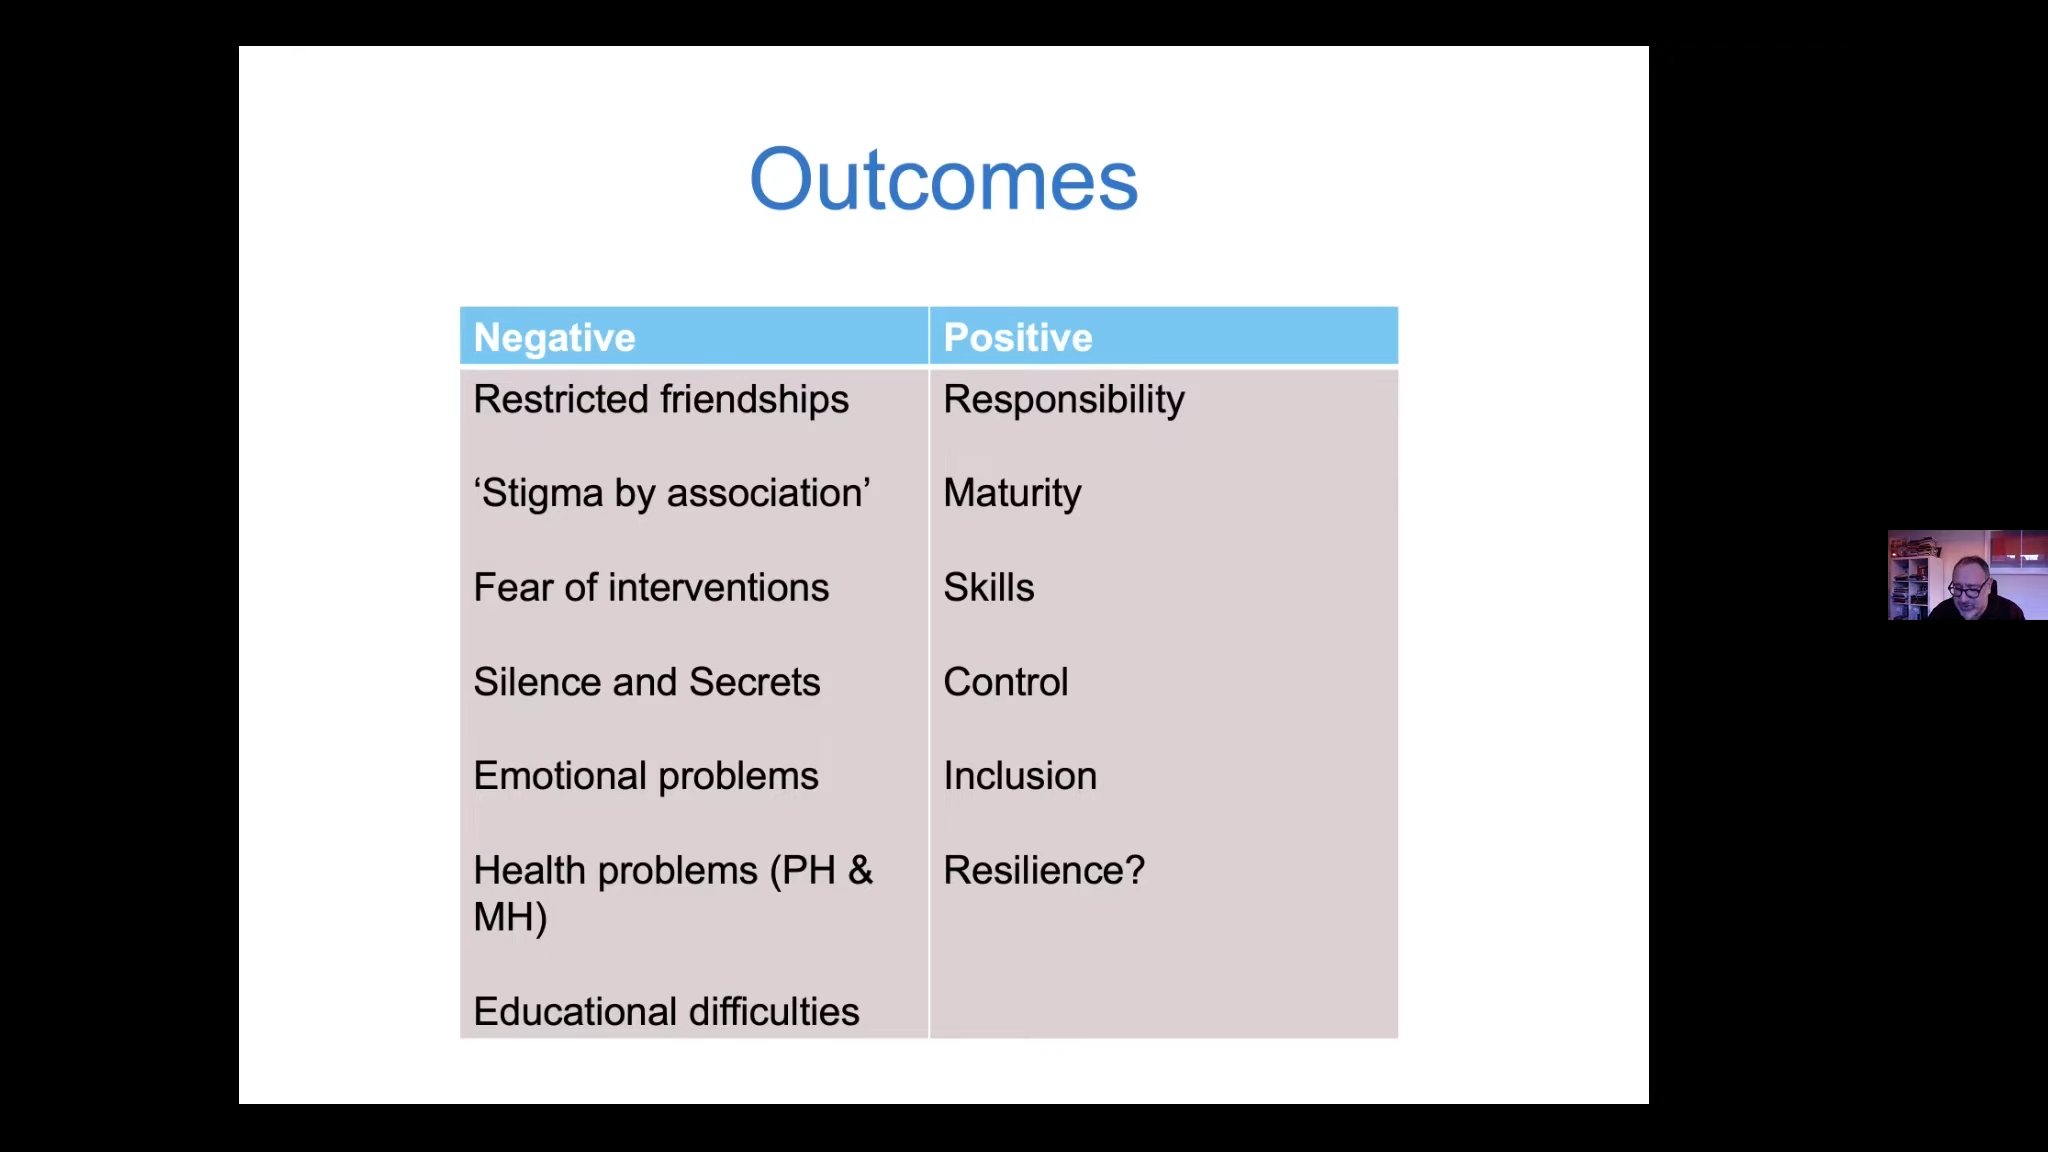 Outcomes
Negative
Positive
Restricted friendships
Responsibility
‘Stigma by association’
Maturity
Fear of interventions
Skills
Silence and Secrets
Control
Emotional problems
Inclusion
Health problems (PH &
MH)
Resilience?
Educational difficulties